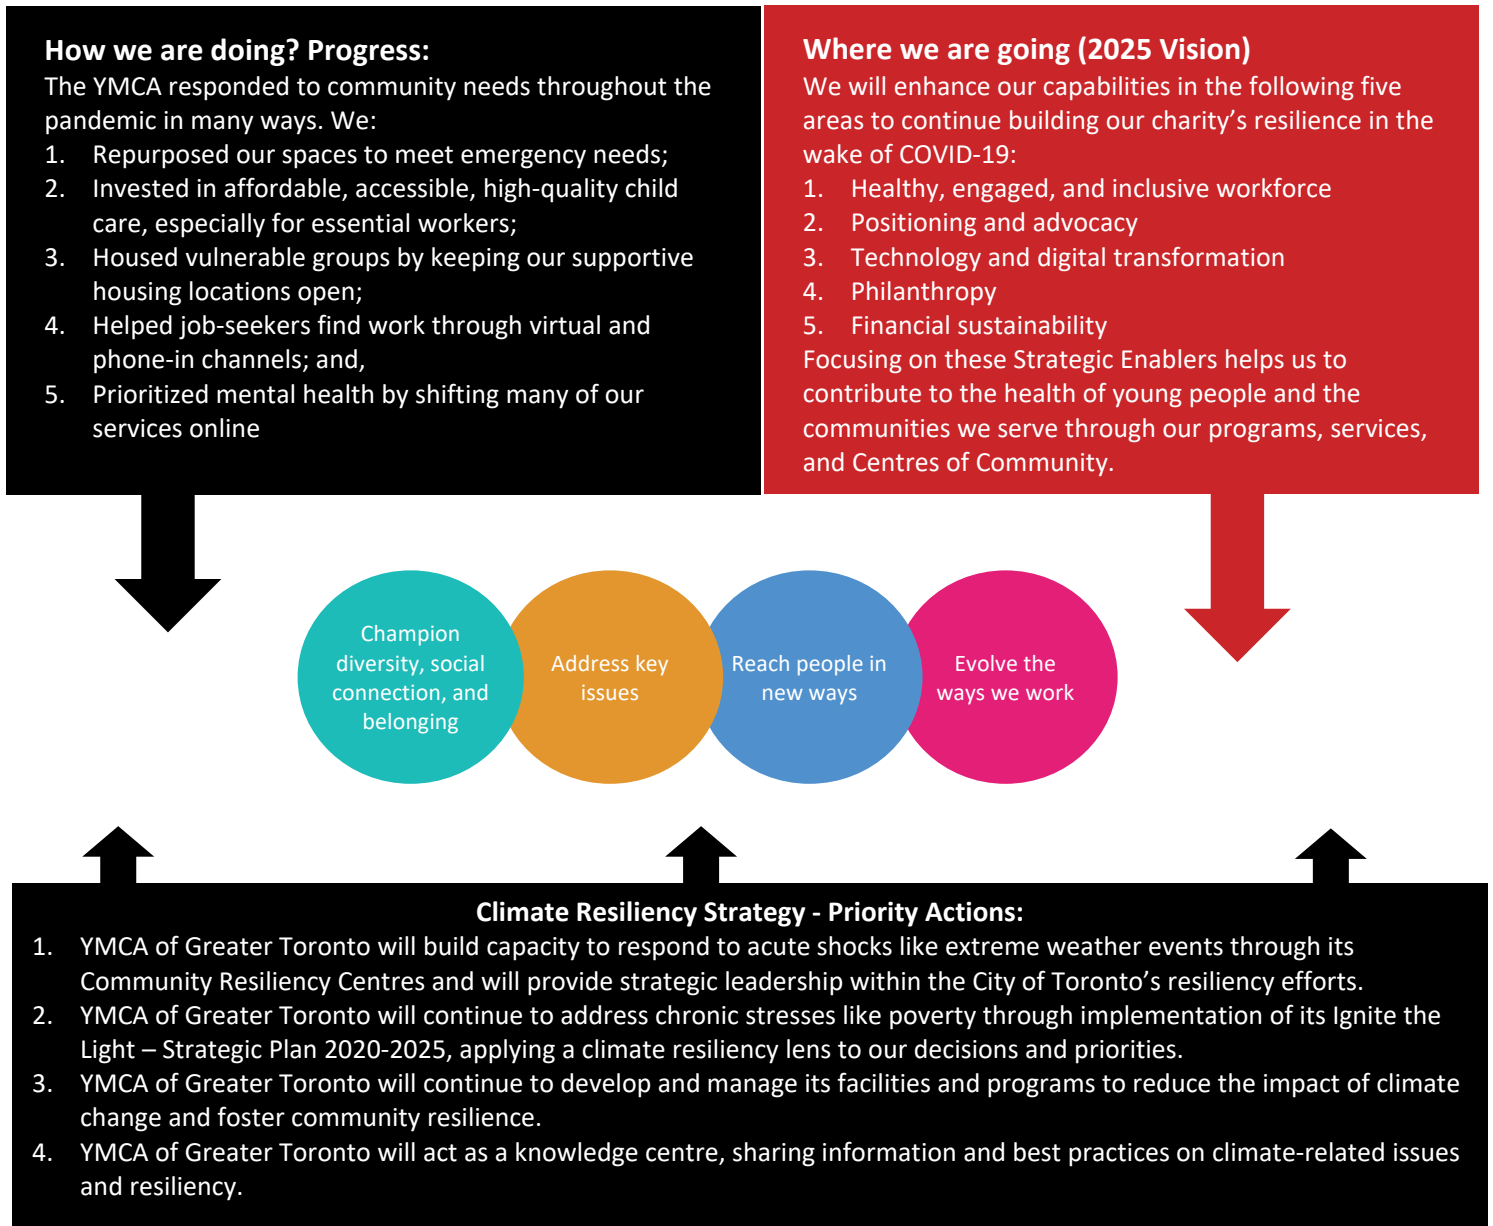 How we are doing? Progress:
The YMCA responded to community needs throughout the
pandemic in many ways. We:
1. Repurposed our spaces to meet emergency needs;
2. Invested in affordable, accessible, high-quality child
care, especially for essential workers;
3. Housed vulnerable groups by keeping our supportive
housing locations open;
4. Helped job-seekers find work through virtual and
phone-in channels; and,
5. Prioritized mental health by shifting many of our
services online
Where we are going (2025 Vision)
We will enhance our capabilities in the following five
areas to continue building our charity’s resilience in the
wake of COVID-19:
1. Healthy, engaged, and inclusive workforce
2. Positioning and advocacy
3. Technology and digital transformation
4. Philanthropy
5. Financial sustainability
Focusing on these Strategic Enablers helps us to
contribute to the health of young people and the
communities we serve through our programs, services,
and Centres of Community.
Champion
diversity, social
connection, and
belonging
Address key
issues
Reach people in
new ways
Evolve the
ways we work
Climate Resiliency Strategy - Priority Actions:
1. YMCA of Greater Toronto will build capacity to respond to acute shocks like extreme weather events through its
Community Resiliency Centres and will provide strategic leadership within the City of Toronto’s resiliency efforts.
2. YMCA of Greater Toronto will continue to address chronic stresses like poverty through implementation of its Ignite the
Light – Strategic Plan 2020-2025, applying a climate resiliency lens to our decisions and priorities.
3. YMCA of Greater Toronto will continue to develop and manage its facilities and programs to reduce the impact of climate
change and foster community resilience.
4. YMCA of Greater Toronto will act as a knowledge centre, sharing information and best practices on climate-related issues
and resiliency.